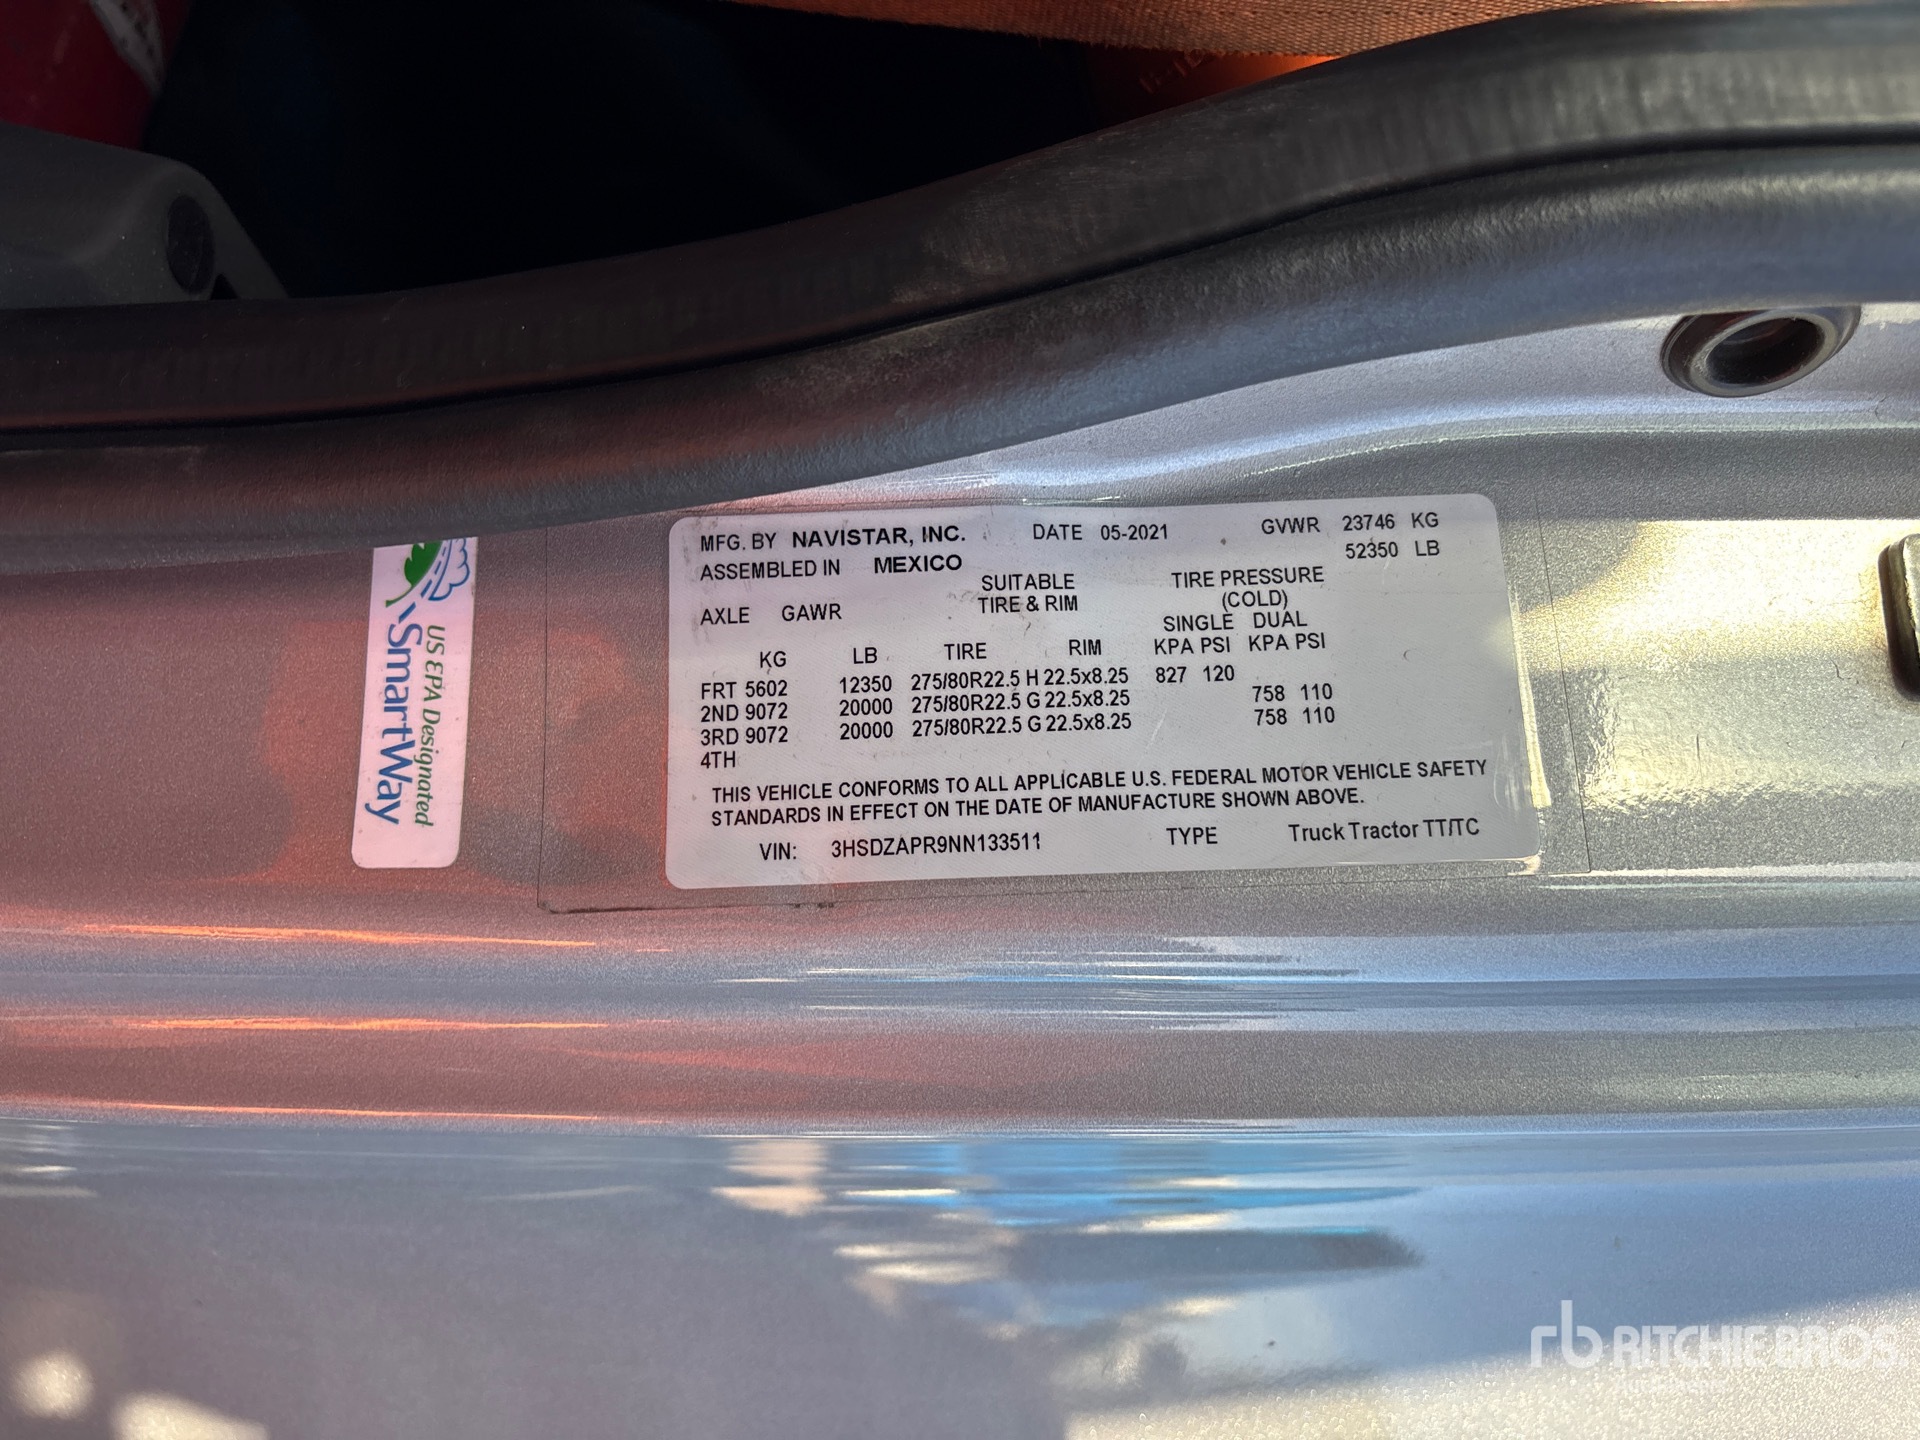 MFG. BY NAVISTAR, INC. DATE 05-2021 GVWR 23746 KG
52350 LB
ASSEMBLED IN MEXICO
SUITABLE TIRE PRESSURE
AXLE GAWR TIRE & RIM (COLD)
SINGLE DUAL
KG LB TIRE RIM KPA PSI KPA PSI
FRT 5602 12350 275/80R22.5 H 22.5x8.25 827 120
2ND 9072 20000 275/80R22.5 G 22.5x8.25 758 110
3RD 9072 20000 275/80R22.5 G 22.5x8.25 758 110
4TH
THIS VEHICLE CONFORMS TO ALL APPLICABLE U.S. FEDERAL MOTOR VEHICLE SAFETY
STANDARDS IN EFFECT ON THE DATE OF MANUFACTURE SHOWN ABOVE.
VIN: 3HSDZAPR9NN133511 TYPE Truck Tractor TT/TC
US EPA Designated
SmartWay
rb RITCHIE BROS.